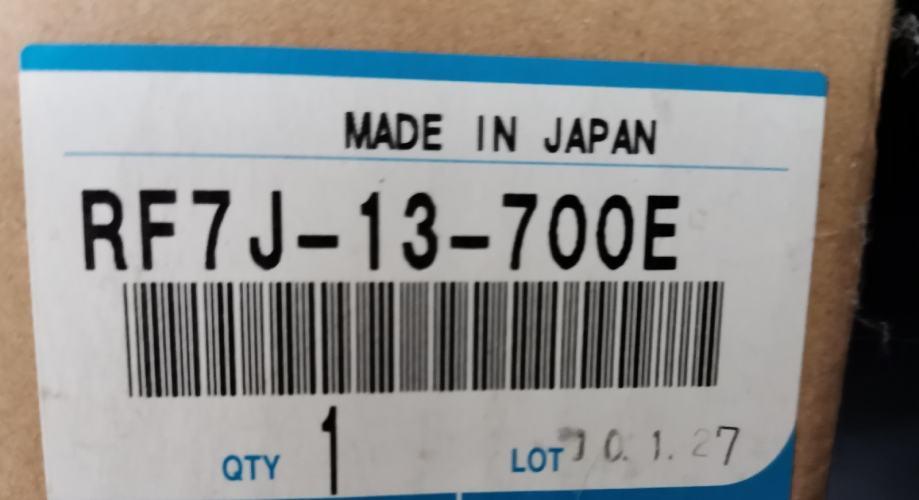 MADE IN JAPAN
RF7J-13-700E
QTY 1 LOT 10.1.27